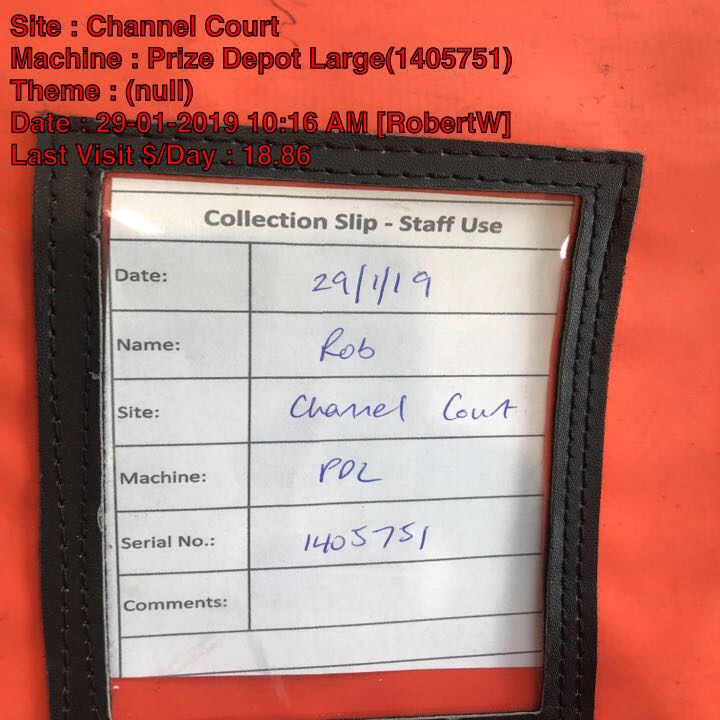 Site : Channel Court
Machine : Prize Depot Large(1405751)
Theme : (null)
Date : 29-01-2019 10:16 AM [RobertW]
Last Visit $/Day : 18.86
Collection Slip - Staff Use
Date: 29/1/19
Name: Rob
Site: Channel Court
Machine: PDL
Serial No.: 1405751
Comments: